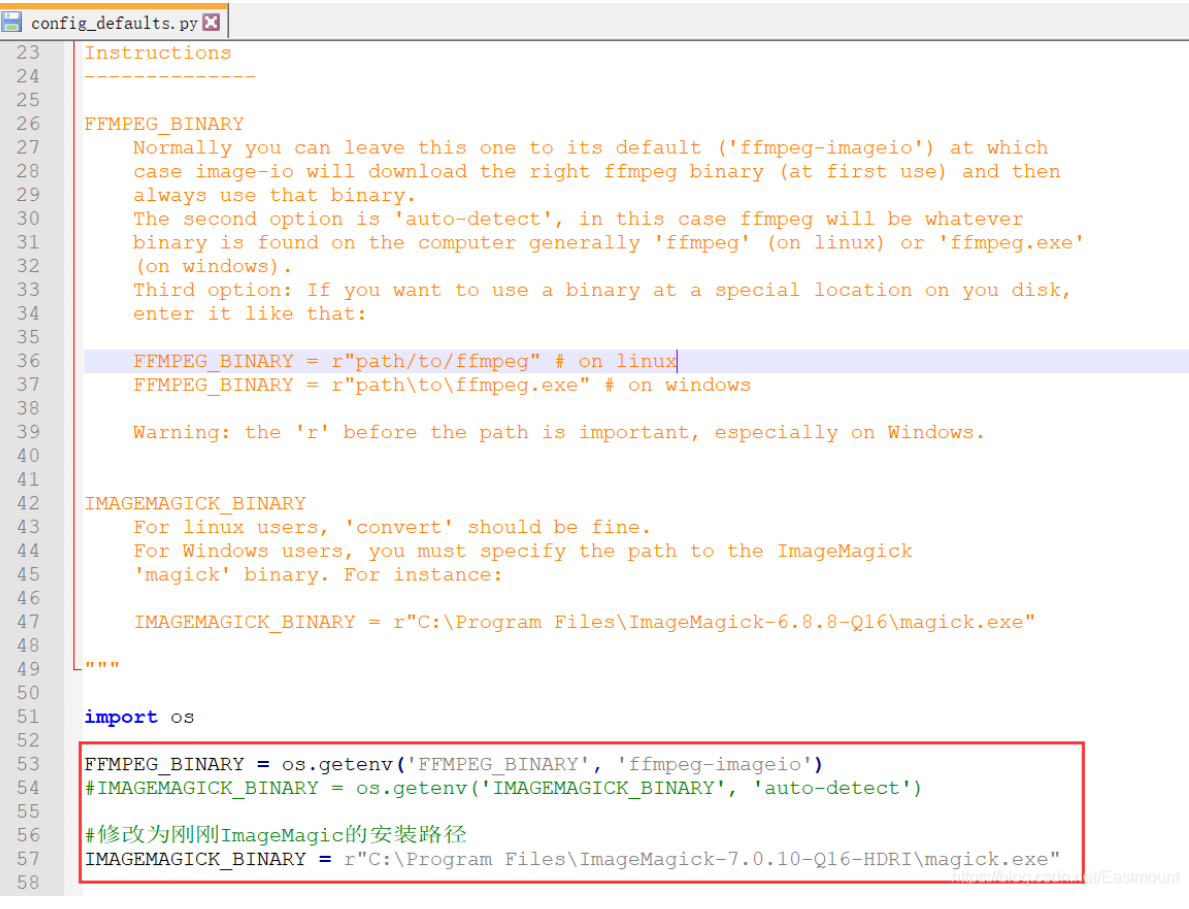 config_defaults.py
23 Instructions
24 --------------
25
26 FFMPEG_BINARY
27 Normally you can leave this one to its default ('ffmpeg-imageio') at which
28 case image-io will download the right ffmpeg binary (at first use) and then
29 always use that binary.
30 The second option is 'auto-detect', in this case ffmpeg will be whatever
31 binary is found on the computer generally 'ffmpeg' (on linux) or 'ffmpeg.exe'
32 (on windows).
33 Third option: If you want to use a binary at a special location on you disk,
34 enter it like that:
35
36 FFMPEG_BINARY = r"path/to/ffmpeg" # on linux
37 FFMPEG_BINARY = r"path\to\ffmpeg.exe" # on windows
38
39 Warning: the 'r' before the path is important, especially on Windows.
40
41
42 IMAGEMAGICK_BINARY
43 For linux users, 'convert' should be fine.
44 For Windows users, you must specify the path to the ImageMagick
45 'magick' binary. For instance:
46
47 IMAGEMAGICK_BINARY = r"C:\Program Files\ImageMagick-6.8.8-Q16\magick.exe"
48
49 """
50
51 import os
52
53 FFMPEG_BINARY = os.getenv('FFMPEG_BINARY', 'ffmpeg-imageio')
54 #IMAGEMAGICK_BINARY = os.getenv('IMAGEMAGICK_BINARY', 'auto-detect')
55
56 #修改为刚刚ImageMagic的安装路径
57 IMAGEMAGICK_BINARY = r"C:\Program Files\ImageMagick-7.0.10-Q16-HDRI\magick.exe"
58
https://blog.csdn.net/Eastmount